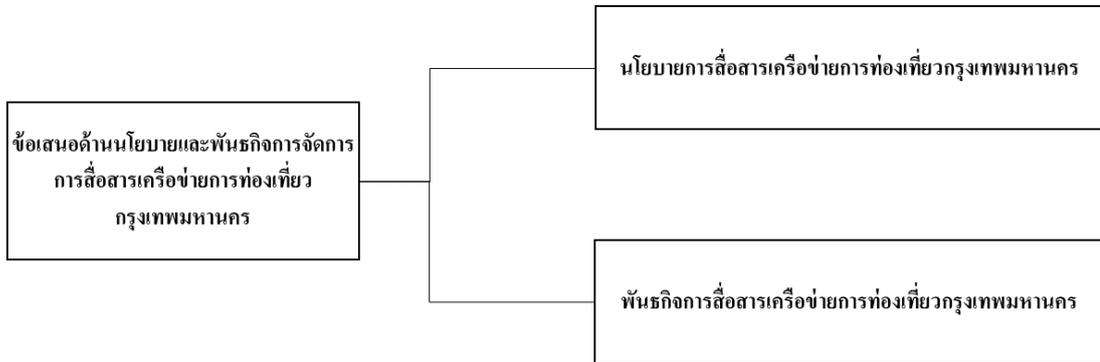 นโยบายการสื่อสารเครือข่ายการท่องเที่ยวกรุงเทพมหานคร
ข้อเสนอด้านนโยบายและพันธกิจการจัดการ
การสื่อสารเครือข่ายการท่องเที่ยว
กรุงเทพมหานคร
พันธกิจการสื่อสารเครือข่ายการท่องเที่ยวกรุงเทพมหานคร